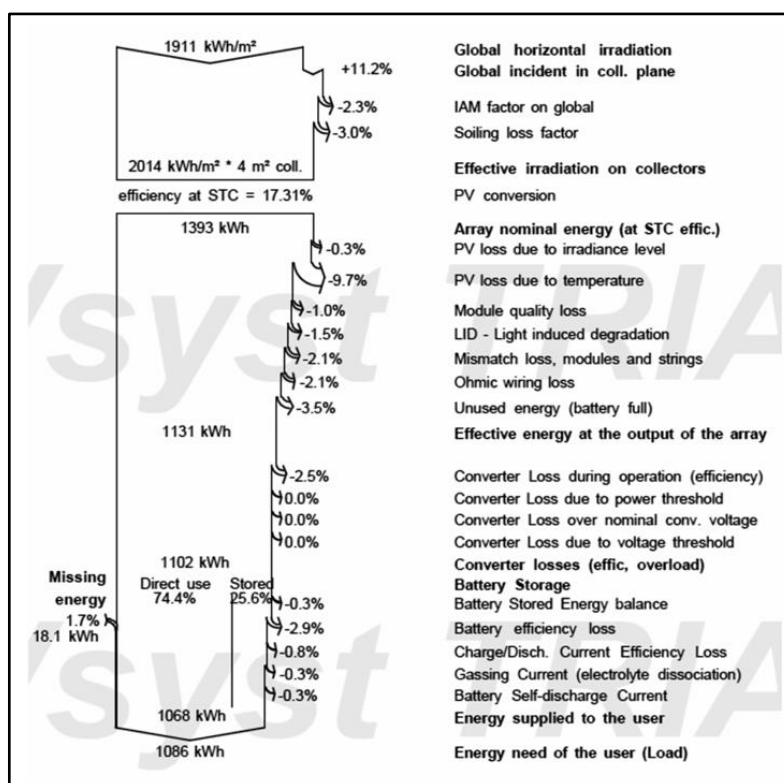 1911 kWh/m² Global horizontal irradiation
+11.2% Global incident in coll. plane
-2.3% IAM factor on global
-3.0% Soiling loss factor
2014 kWh/m² * 4 m² coll. Effective irradiation on collectors
efficiency at STC = 17.31% PV conversion
1393 kWh Array nominal energy (at STC effic.)
-0.3% PV loss due to irradiance level
-9.7% PV loss due to temperature
-1.0% Module quality loss
-1.5% LID - Light induced degradation
-2.1% Mismatch loss, modules and strings
-2.1% Ohmic wiring loss
-3.5% Unused energy (battery full)
1131 kWh Effective energy at the output of the array
-2.5% Converter Loss during operation (efficiency)
0.0% Converter Loss due to power threshold
0.0% Converter Loss over nominal conv. voltage
0.0% Converter Loss due to voltage threshold
1102 kWh Converter losses (effic, overload)
Missing energy Direct use Stored Battery Storage
74.4% 25.6% -0.3% Battery Stored Energy balance
1.7% -2.9% Battery efficiency loss
18.1 kWh
-0.8% Charge/Disch. Current Efficiency Loss
-0.3% Gassing Current (electrolyte dissociation)
-0.3% Battery Self-discharge Current
1068 kWh Energy supplied to the user
1086 kWh Energy need of the user (Load)
ysyst TRIA
ysyst TRIA